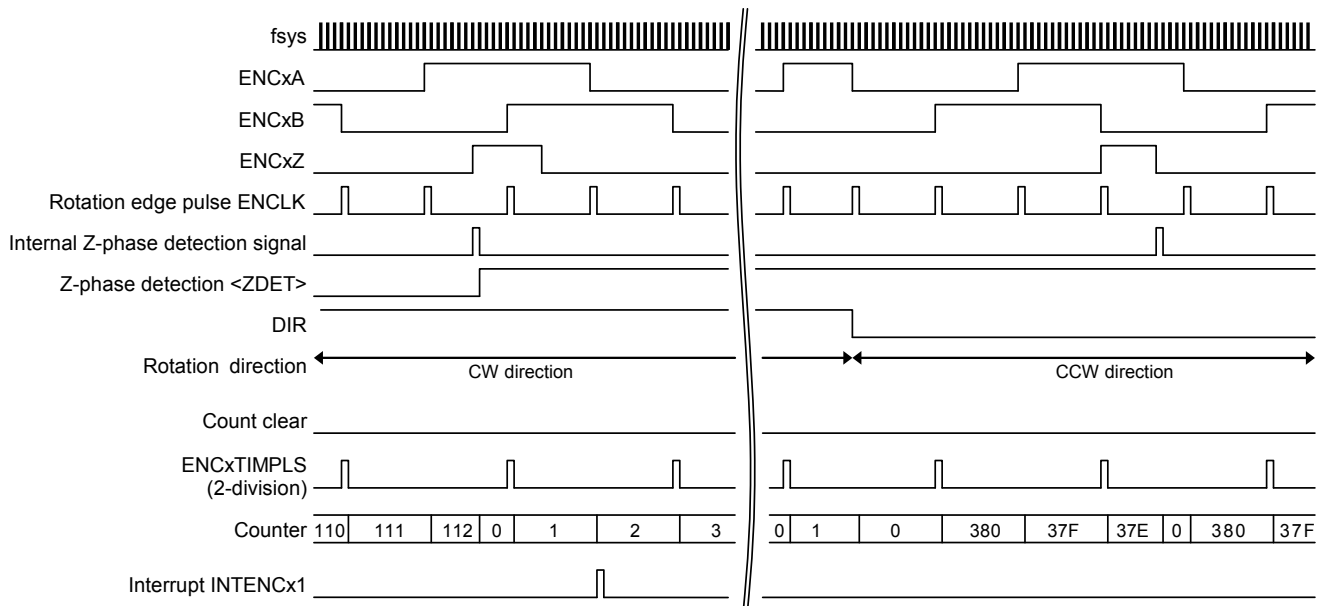 fsys
ENCxA
ENCxB
ENCxZ
Rotation edge pulse ENCLK
Internal Z-phase detection signal
Z-phase detection <ZDET>
DIR
Rotation direction
CW direction
CCW direction
Count clear
ENCxTIMPLS
(2-division)
Counter 110 111 112 0 1 2 3 0 1 0 380 37F 37E 0 380 37F
Interrupt INTENCx1